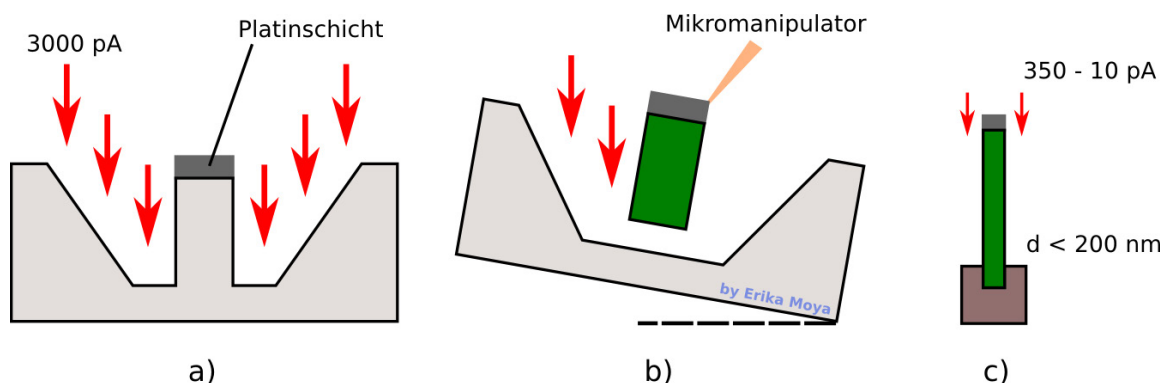 3000 pA
Platinschicht
Mikromanipulator
350 - 10 pA
d < 200 nm
by Erika Moya
a)
b)
c)